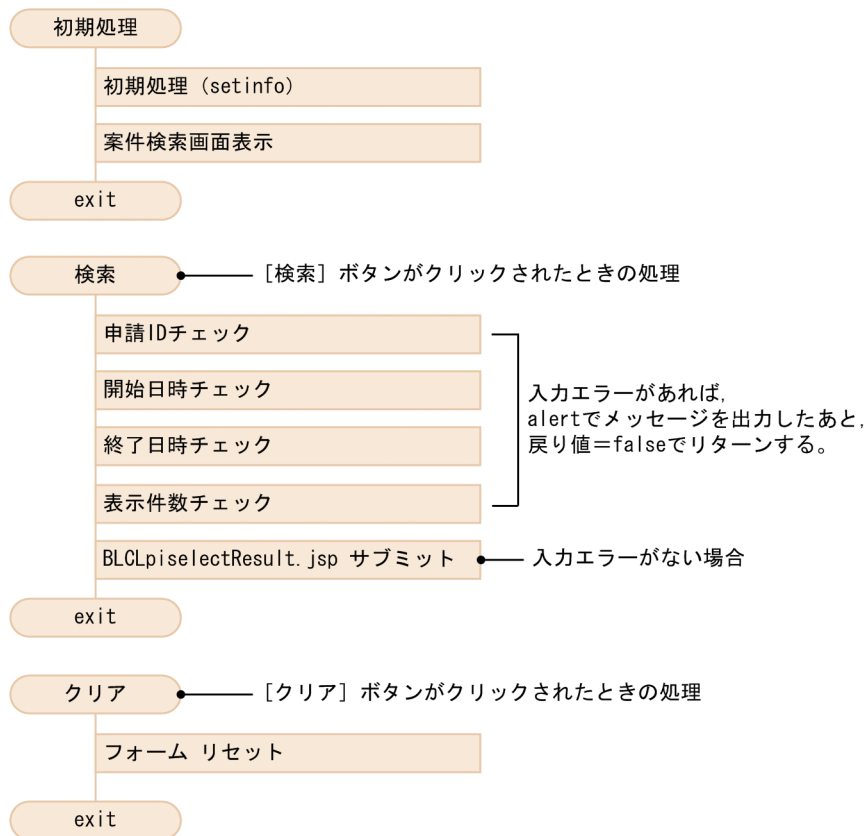 初期処理
初期処理（setinfo）
案件検索画面表示
exit
検索
［検索］ボタンがクリックされたときの処理
申請IDチェック
開始日時チェック
終了日時チェック
表示件数チェック
入力エラーがあれば，
alertでメッセージを出力したあと，
戻り値＝falseでリターンする。
BLCLpiselectResult.jsp サブミット
入力エラーがない場合
exit
クリア
［クリア］ボタンがクリックされたときの処理
フォーム リセット
exit